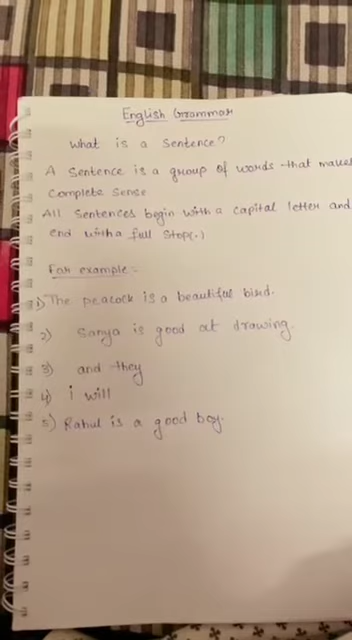 English Grammar
What is a Sentence?
A Sentence is a group of words that makes
Complete Sense
All Sentences begin with a capital letter and
end with a full Stop(.)
For example:-
1) The peacock is a beautiful bird.
2) Sanya is good at drawing.
3) and they
4) i will
5) Rahul is a good boy.